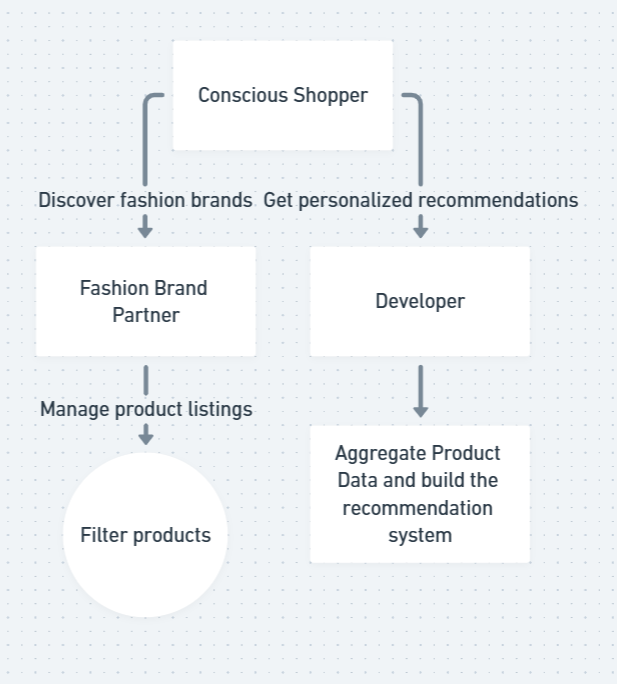 Conscious Shopper
Discover fashion brands
Get personalized recommendations
Fashion Brand
Partner
Developer
Manage product listings
Aggregate Product
Data and build the
recommendation
system
Filter products